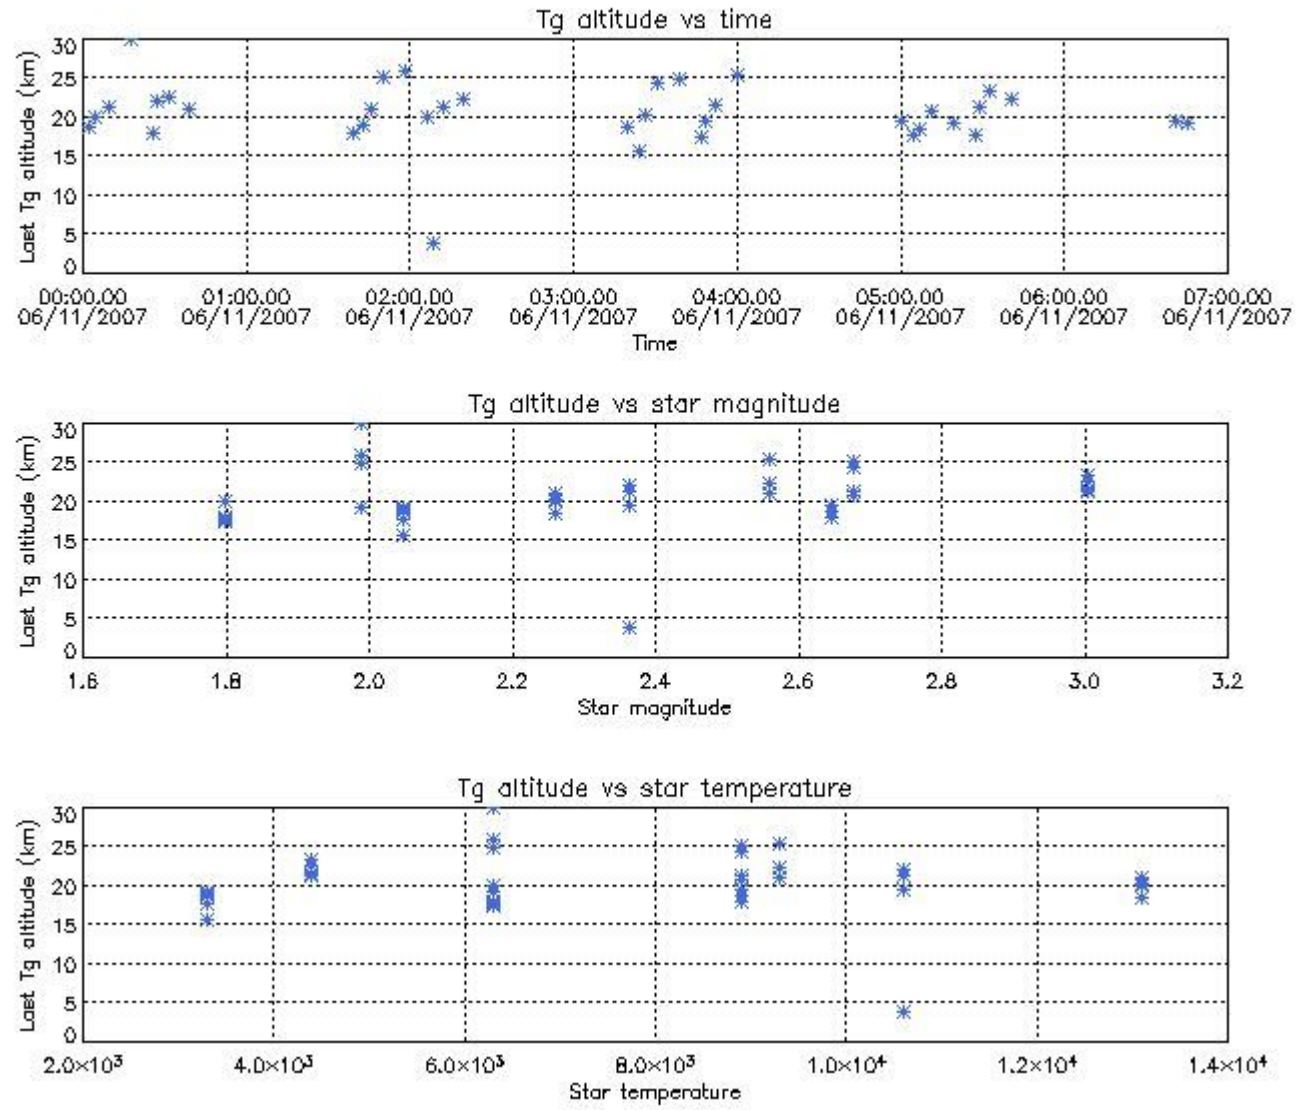 Tg altitude vs time
Last Tg altitude (km)
30
25
20
15
10
5
0
00:00.00 01:00.00 02:00.00 03:00.00 04:00.00 05:00.00 06:00.00 07:00.00
06/11/2007 06/11/2007 06/11/2007 06/11/2007 06/11/2007 06/11/2007 06/11/2007 06/11/2007
Time
Tg altitude vs star magnitude
Last Tg altitude (km)
30
25
20
15
10
5
0
1.6 1.8 2.0 2.2 2.4 2.6 2.8 3.0 3.2
Star magnitude
Tg altitude vs star temperature
Last Tg altitude (km)
30
25
20
15
10
5
0
2.0×10³ 4.0×10³ 6.0×10³ 8.0×10³ 1.0×10⁴ 1.2×10⁴ 1.4×10⁴
Star temperature